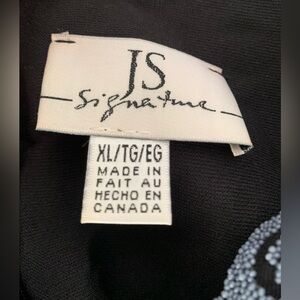 JS
Signature
XL/TG/EG
MADE IN
FAIT AU
HECHO EN
CANADA